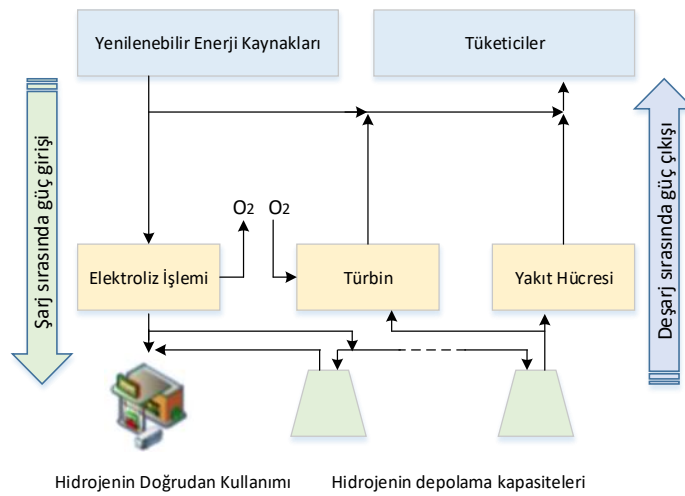 Yenilenebilir Enerji Kaynakları
Tüketiciler
Şarj sırasında güç girişi
Deşarj sırasında güç çıkışı
O2
O2
Elektroliz İşlemi
Türbin
Yakıt Hücresi
Hidrojenin Doğrudan Kullanımı
Hidrojenin depolama kapasiteleri